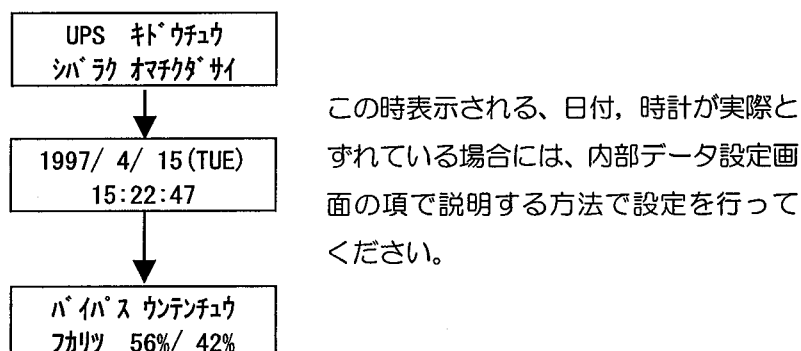 UPS ｷﾄﾞｳﾁｭｳ
ｼﾊﾞﾗｸ ｵﾏﾁｸﾀﾞｻｲ
1997/ 4/ 15(TUE)
15:22:47
ﾊﾞｲﾊﾟｽ ｳﾝﾃﾝﾁｭｳ
ﾌｶﾘﾂ 56%/ 42%
この時表示される、日付，時計が実際と
ずれている場合には、内部データ設定画
面の項で説明する方法で設定を行って
ください。